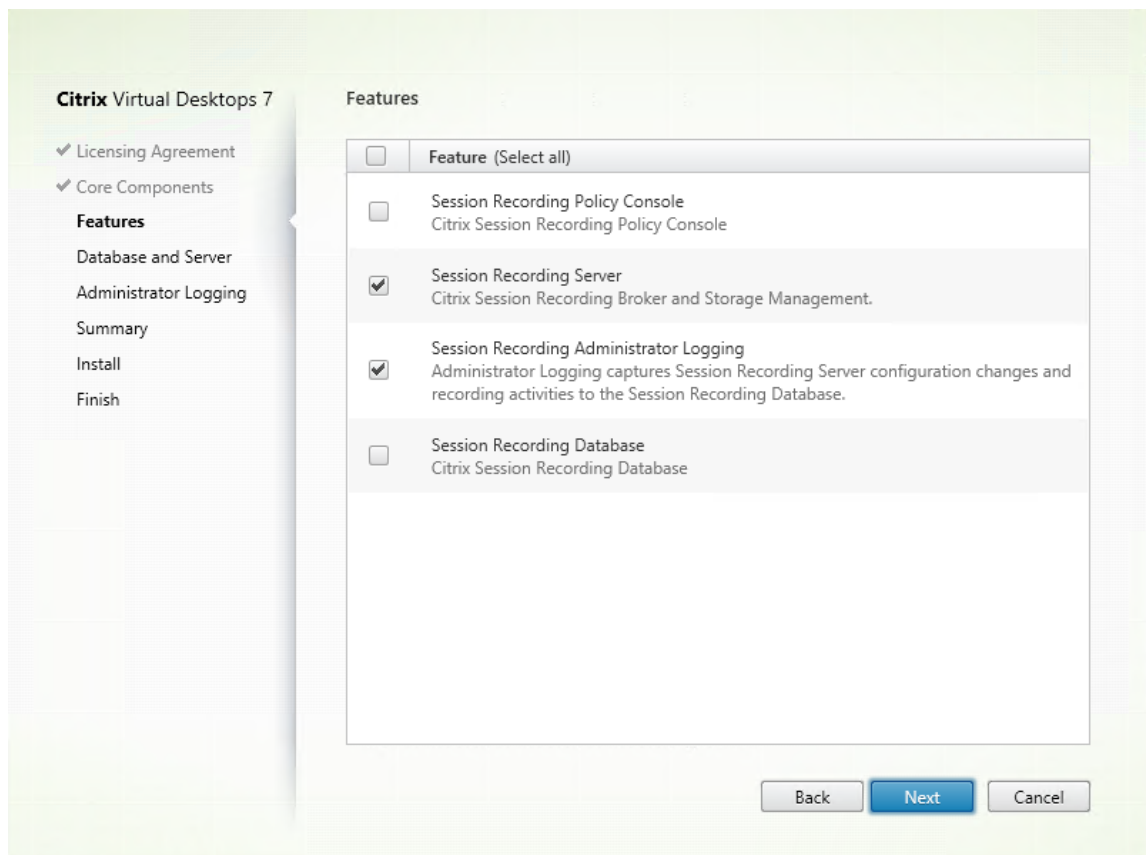 Citrix Virtual Desktops 7
Licensing Agreement
Core Components
Features
Database and Server
Administrator Logging
Summary
Install
Finish
Features
Feature (Select all)
Session Recording Policy Console
Citrix Session Recording Policy Console
Session Recording Server
Citrix Session Recording Broker and Storage Management.
Session Recording Administrator Logging
Administrator Logging captures Session Recording Server configuration changes and
recording activities to the Session Recording Database.
Session Recording Database
Citrix Session Recording Database
Back
Next
Cancel